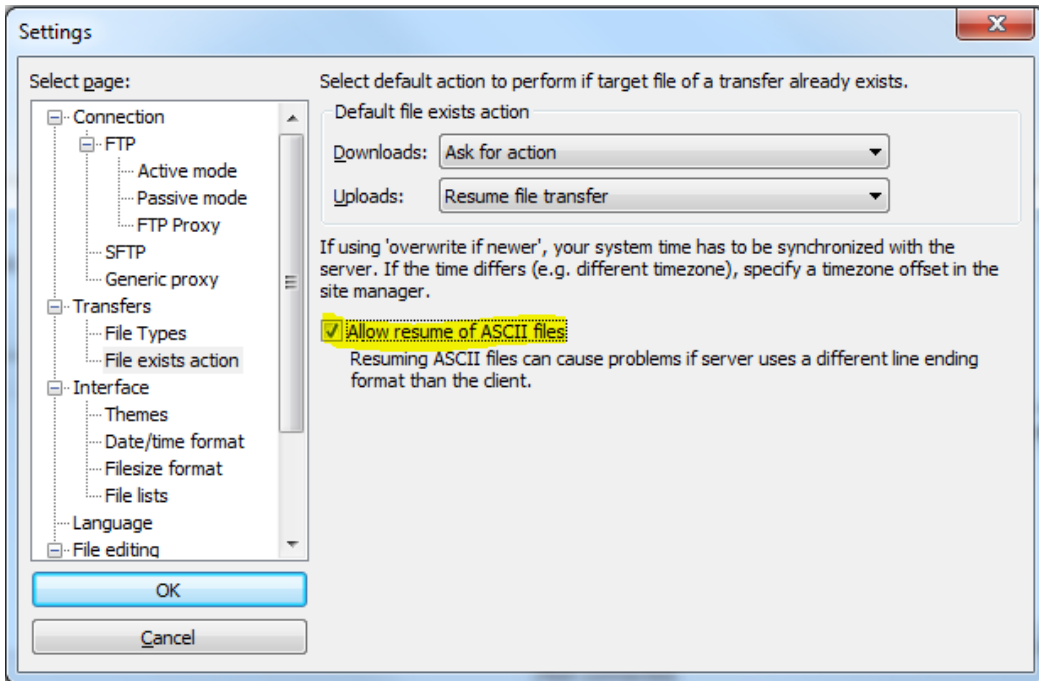 Settings
Select page:
Connection
FTP
Active mode
Passive mode
FTP Proxy
SFTP
Generic proxy
Transfers
File Types
File exists action
Interface
Themes
Date/time format
Filesize format
File lists
Language
File editing
OK
Cancel
Select default action to perform if target file of a transfer already exists.
Default file exists action
Downloads: Ask for action
Uploads: Resume file transfer
If using 'overwrite if newer', your system time has to be synchronized with the
server. If the time differs (e.g. different timezone), specify a timezone offset in the
site manager.
Allow resume of ASCII files
Resuming ASCII files can cause problems if server uses a different line ending
format than the client.